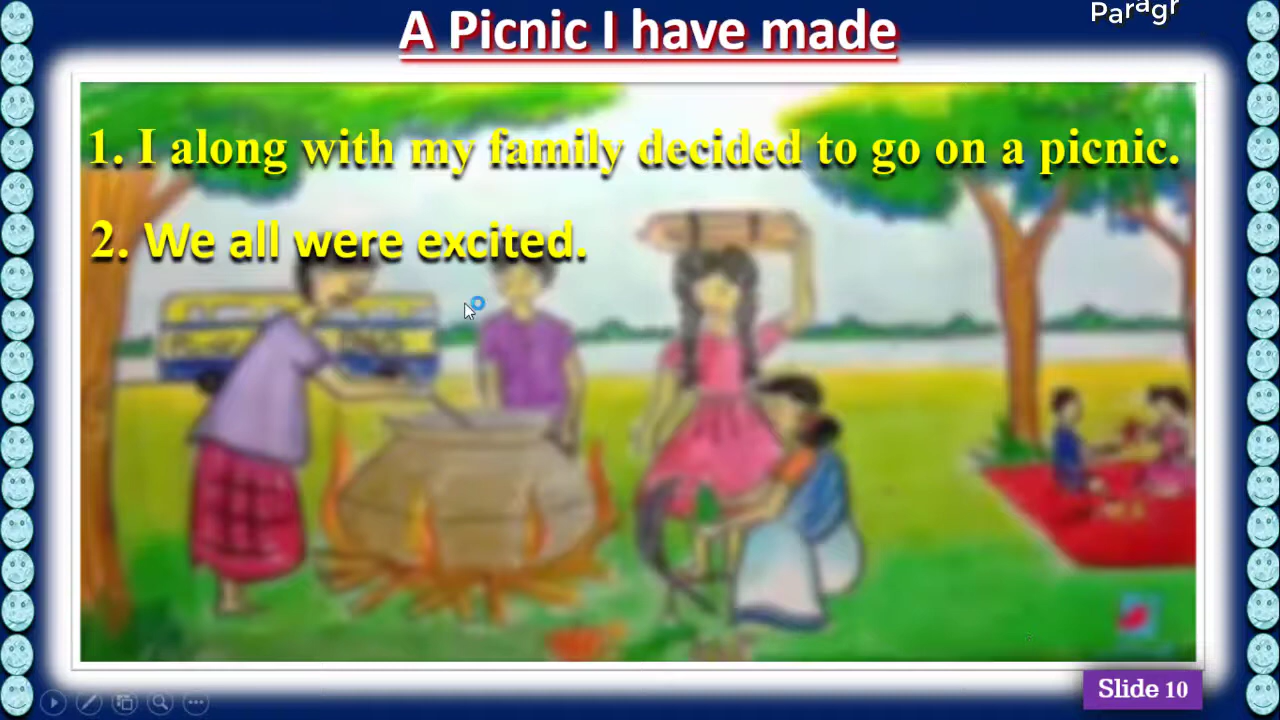 A Picnic I have made
Paragr
1. I along with my family decided to go on a picnic.
2. We all were excited.
Slide 10